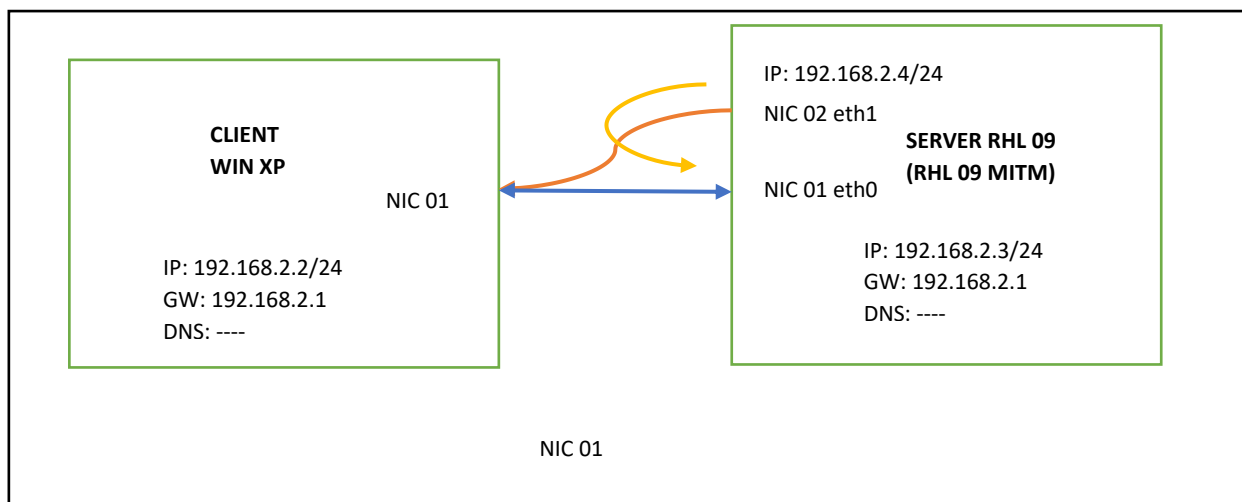 CLIENT
WIN XP
NIC 01
IP: 192.168.2.2/24
GW: 192.168.2.1
DNS: ----
IP: 192.168.2.4/24
NIC 02 eth1
SERVER RHL 09
(RHL 09 MITM)
NIC 01 eth0
IP: 192.168.2.3/24
GW: 192.168.2.1
DNS: ----
NIC 01